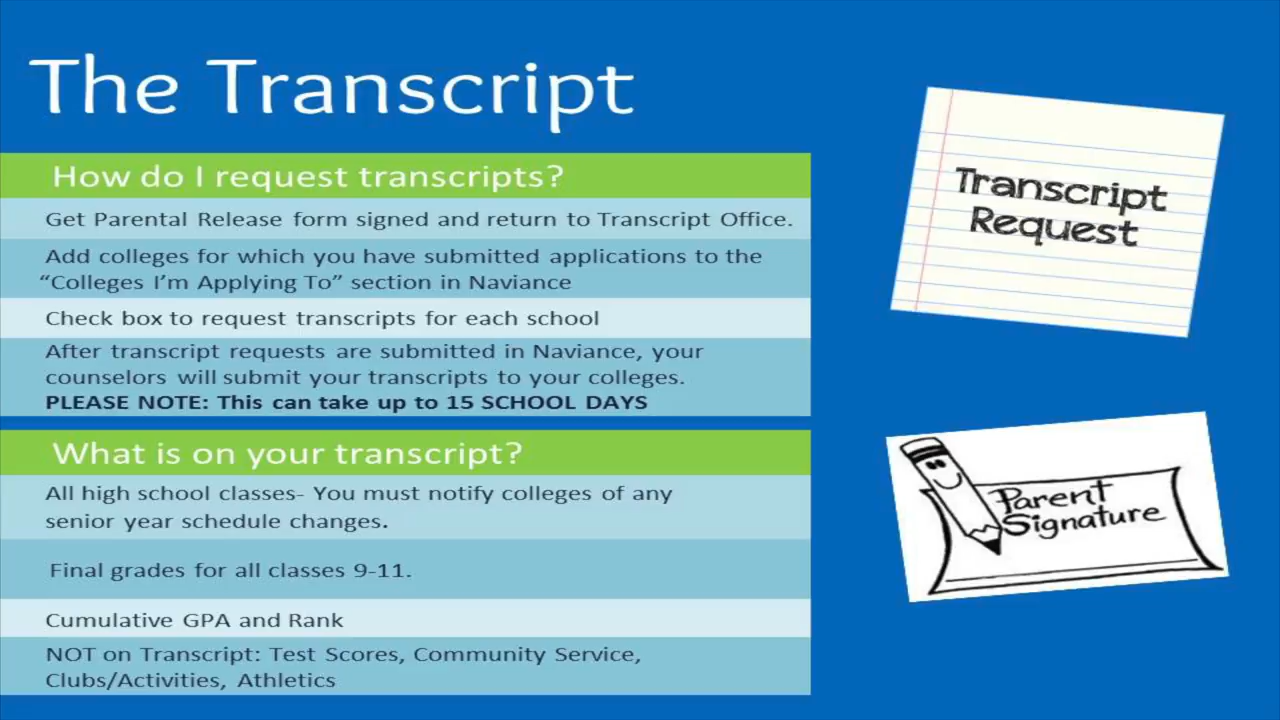 The Transcript
How do I request transcripts?
Get Parental Release form signed and return to Transcript Office.
Add colleges for which you have submitted applications to the
“Colleges I’m Applying To” section in Naviance
Check box to request transcripts for each school
After transcript requests are submitted in Naviance, your
counselors will submit your transcripts to your colleges.
PLEASE NOTE: This can take up to 15 SCHOOL DAYS
What is on your transcript?
All high school classes- You must notify colleges of any
senior year schedule changes.
Final grades for all classes 9-11.
Cumulative GPA and Rank
NOT on Transcript: Test Scores, Community Service,
Clubs/Activities, Athletics
Transcript
Request
Parent
Signature